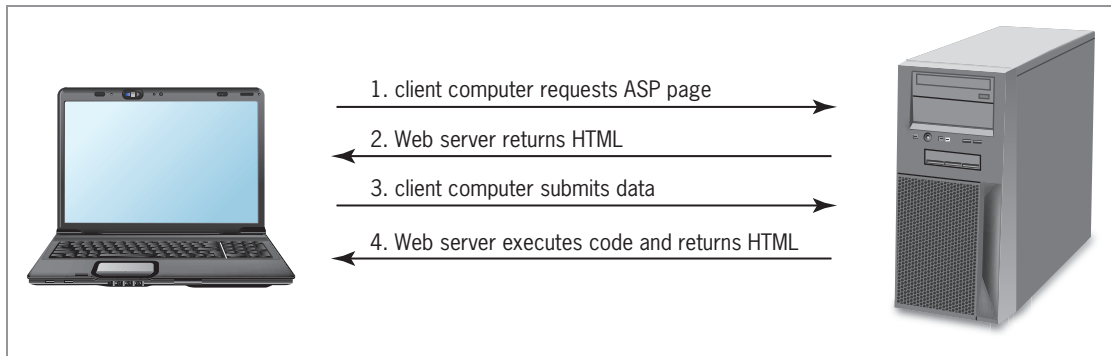 1. client computer requests ASP page
2. Web server returns HTML
3. client computer submits data
4. Web server executes code and returns HTML